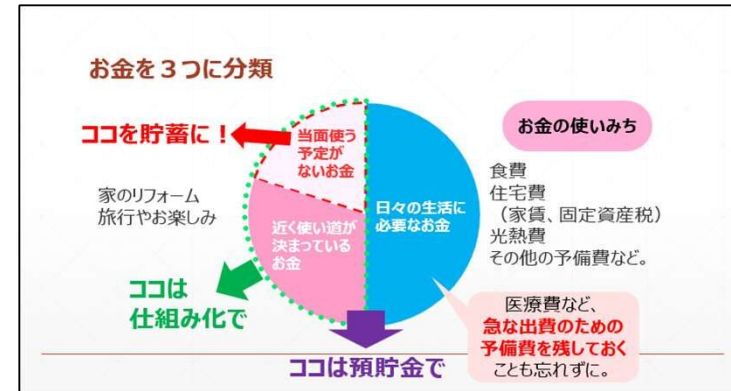 お金を３つに分類
ココを貯蓄に！
当面使う
予定が
ないお金
家のリフォーム
旅行やお楽しみ
近く使い道が
決まっている
お金
日々の生活に
必要なお金
お金の使いみち
食費
住宅費
（家賃、固定資産税）
光熱費
その他の予備費など。
ココは
仕組み化で
ココは預貯金で
医療費など、
急な出費のための
予備費を残しておく
ことも忘れずに。